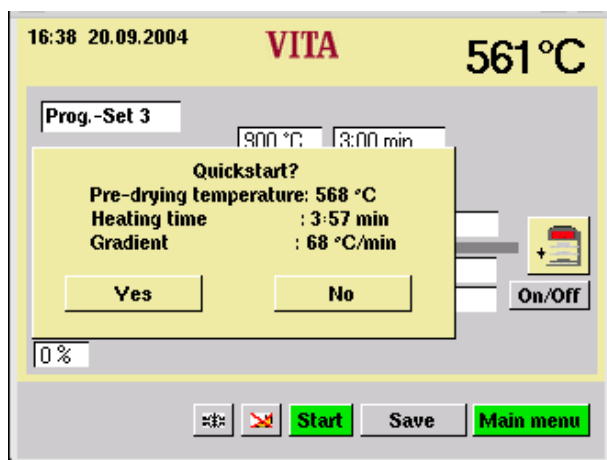 16:38 20.09.2004
VITA
561°C
Prog.-Set 3
900 °C 3:00 min
Quickstart?
Pre-drying temperature: 568 °C
Heating time : 3:57 min
Gradient : 68 °C/min
Yes No
On/Off
0 %
Start Save Main menu